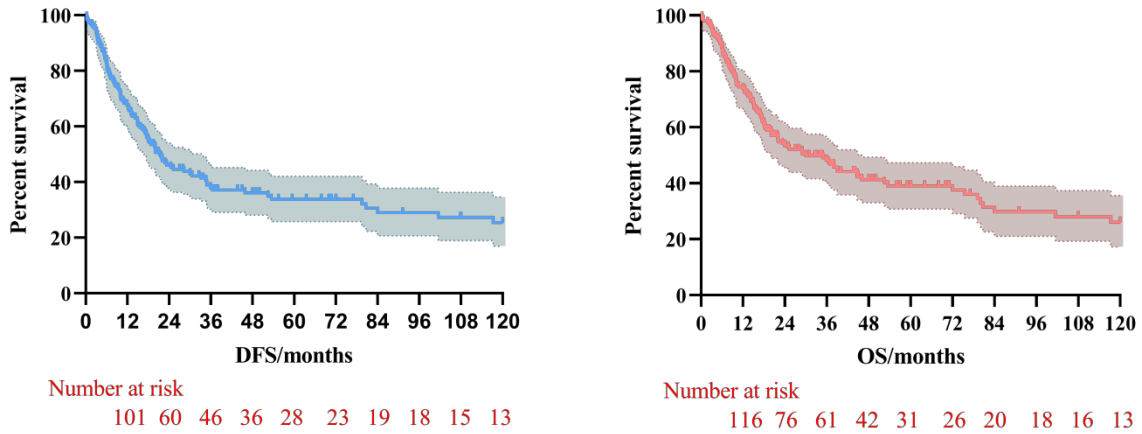 Percent survival
100
80
60
40
20
0
0 12 24 36 48 60 72 84 96 108 120
DFS/months
Number at risk
101 60 46 36 28 23 19 18 15 13
Percent survival
100
80
60
40
20
0
0 12 24 36 48 60 72 84 96 108 120
OS/months
Number at risk
116 76 61 42 31 26 20 18 16 13